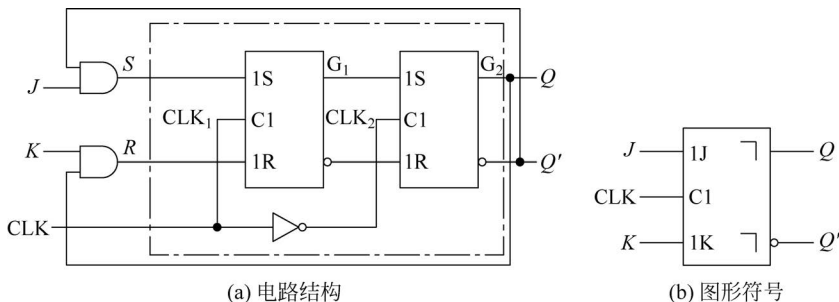 S
G₁
G₂
J
1S
1S
Q
CLK₁
C1
CLK₂
C1
K
R
1R
1R
Q'
CLK
(a) 电路结构
J
1J
Q
CLK
C1
K
1K
Q'
(b) 图形符号